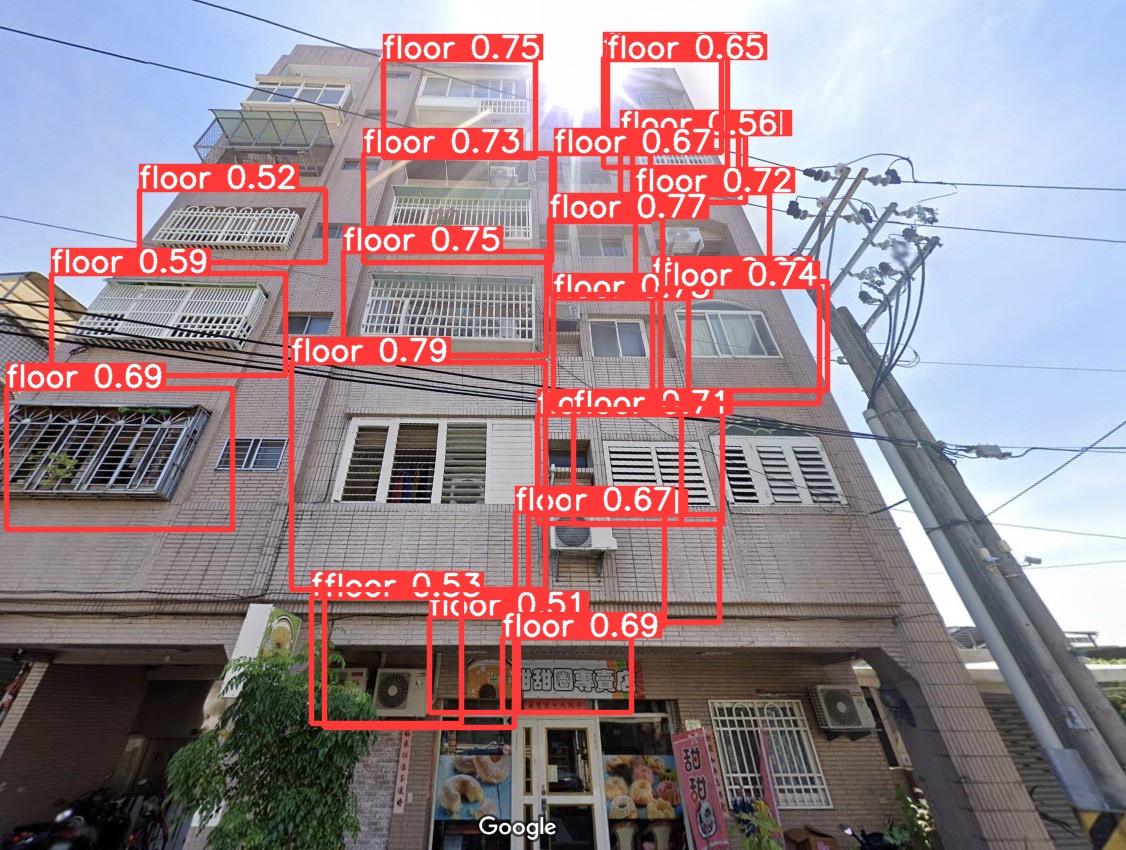 floor 0.75
floor 0.65
floor 0.73
floor 0.67
0.56
floor 0.52
floor 0.72
floor 0.77
floor 0.75
floor 0.59
floor 0.74
floor 0.79
floor 0.69
floor 0.71
floor 0.67
floor 0.53
floor 0.51
floor 0.69
甜甜圈專賣店
甜甜
Google